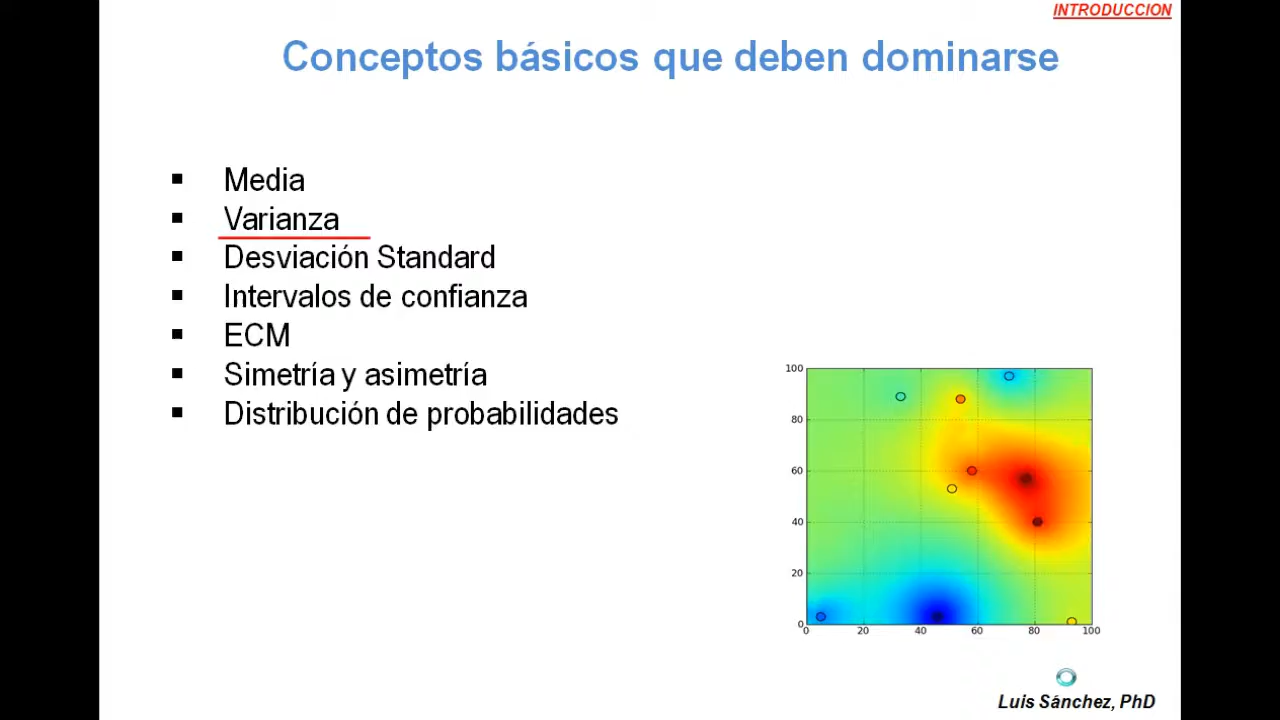 INTRODUCCION
Conceptos básicos que deben dominarse
Media
Varianza
Desviación Standard
Intervalos de confianza
ECM
Simetría y asimetría
Distribución de probabilidades
100
80
60
40
20
0
0 20 40 60 80 100
Luis Sánchez, PhD